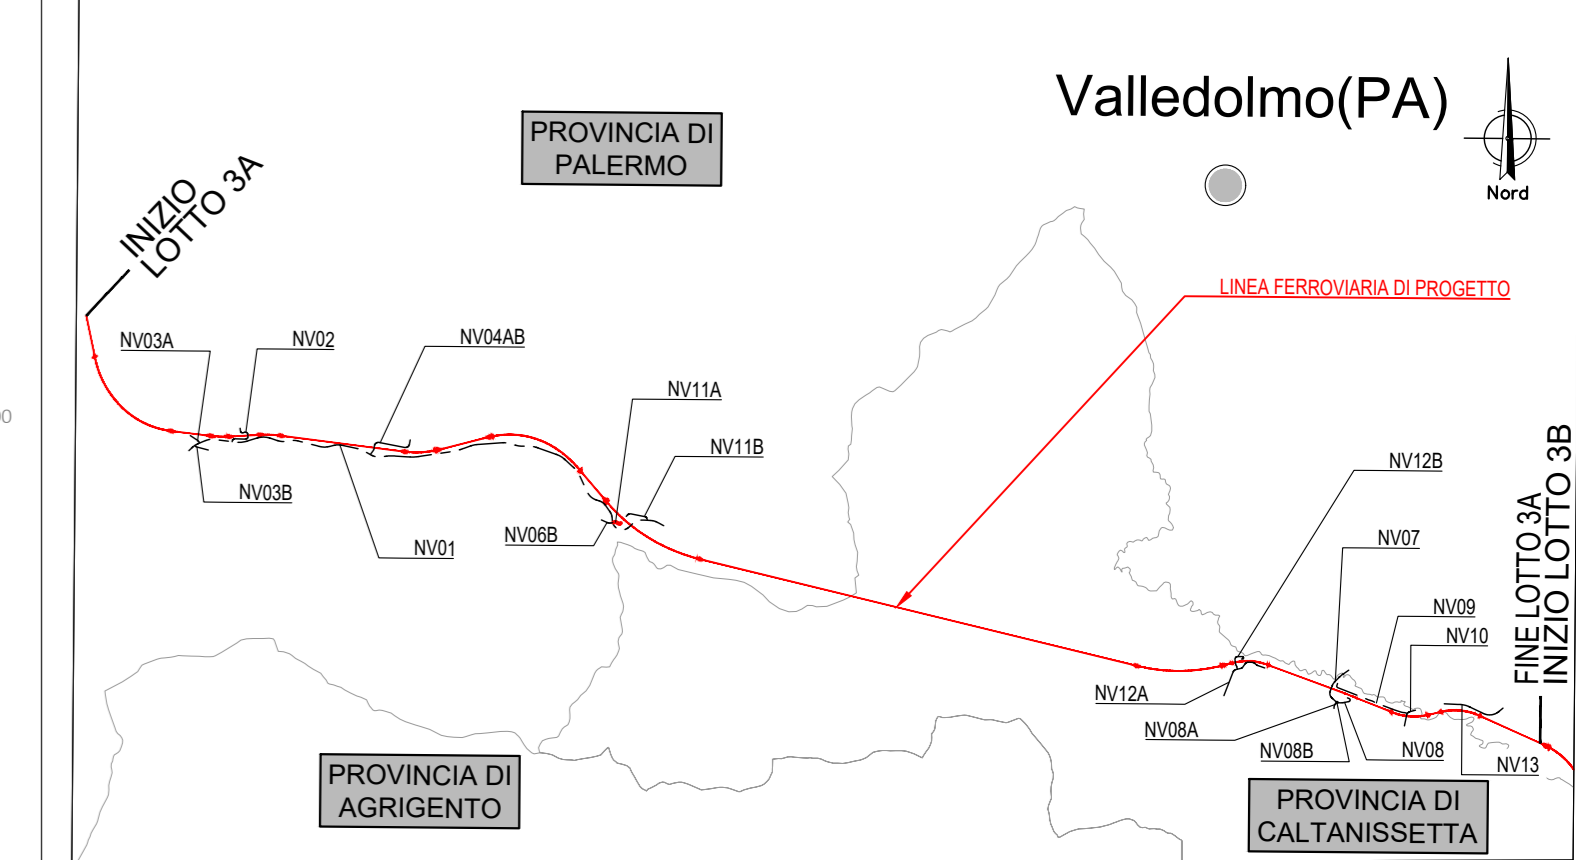 Valledolmo(PA)
PROVINCIA DI
PALERMO
Nord
INIZIO
LOTTO 3A
LINEA FERROVIARIA DI PROGETTO
NV03A
NV02
NV04AB
NV11A
NV11B
NV03B
NV01
NV06B
NV12B
NV07
NV09
NV10
NV12A
NV08A
NV08B
NV08
NV13
FINE LOTTO 3A
INIZIO LOTTO 3B
PROVINCIA DI
AGRIGENTO
PROVINCIA DI
CALTANISSETTA